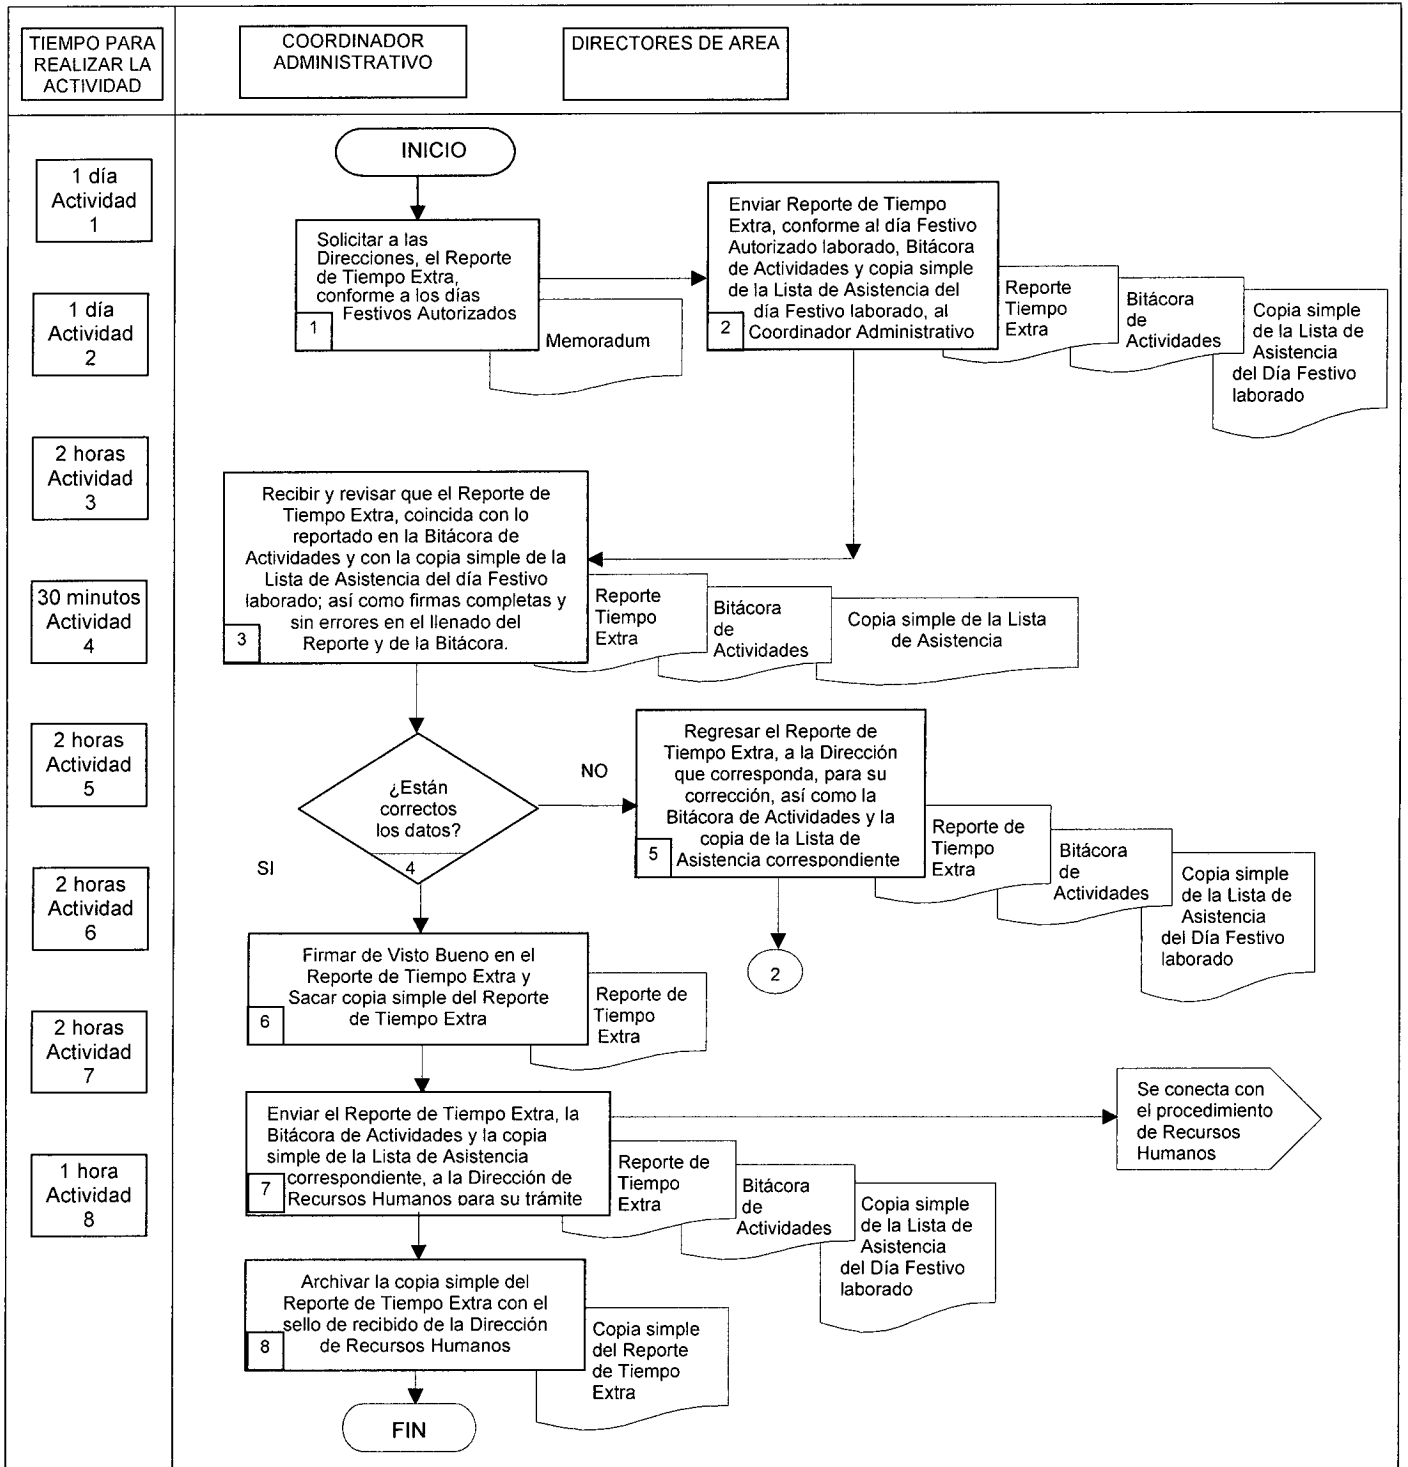 TIEMPO PARA
REALIZAR LA
ACTIVIDAD
COORDINADOR
ADMINISTRATIVO
DIRECTORES DE AREA
1 día
Actividad
1
1 día
Actividad
2
2 horas
Actividad
3
30 minutos
Actividad
4
2 horas
Actividad
5
2 horas
Actividad
6
2 horas
Actividad
7
1 hora
Actividad
8
INICIO
Solicitar a las
Direcciones, el Reporte
de Tiempo Extra,
conforme a los días
Festivos Autorizados
1
Memoradum
Enviar Reporte de Tiempo
Extra, conforme al día Festivo
Autorizado laborado, Bitácora
de Actividades y copia simple
de la Lista de Asistencia del
día Festivo laborado, al
Coordinador Administrativo
2
Reporte
Tiempo
Extra
Bitácora
de
Actividades
Copia simple
de la Lista de
Asistencia
del Día Festivo
laborado
Recibir y revisar que el Reporte de
Tiempo Extra, coincida con lo
reportado en la Bitácora de
Actividades y con la copia simple de la
Lista de Asistencia del día Festivo
laborado; así como firmas completas y
sin errores en el llenado del
Reporte y de la Bitácora.
3
Reporte
Tiempo
Extra
Bitácora
de
Actividades
Copia simple de la Lista
de Asistencia
¿Están
correctos
los datos?
4
NO
SI
Regresar el Reporte de
Tiempo Extra, a la Dirección
que corresponda, para su
corrección, así como la
Bitácora de Actividades y la
copia de la Lista de
Asistencia correspondiente
5
Reporte de
Tiempo
Extra
Bitácora
de
Actividades
Copia simple
de la Lista de
Asistencia
del Día Festivo
laborado
2
Firmar de Visto Bueno en el
Reporte de Tiempo Extra y
Sacar copia simple del Reporte
de Tiempo Extra
6
Reporte de
Tiempo
Extra
Enviar el Reporte de Tiempo Extra, la
Bitácora de Actividades y la copia
simple de la Lista de Asistencia
correspondiente, a la Dirección de
Recursos Humanos para su trámite
7
Reporte de
Tiempo
Extra
Bitácora
de
Actividades
Copia simple
de la Lista de
Asistencia
del Día Festivo
laborado
Se conecta con
el procedimiento
de Recursos
Humanos
Archivar la copia simple del
Reporte de Tiempo Extra con el
sello de recibido de la Dirección
de Recursos Humanos
8
Copia simple
del Reporte
de Tiempo
Extra
FIN